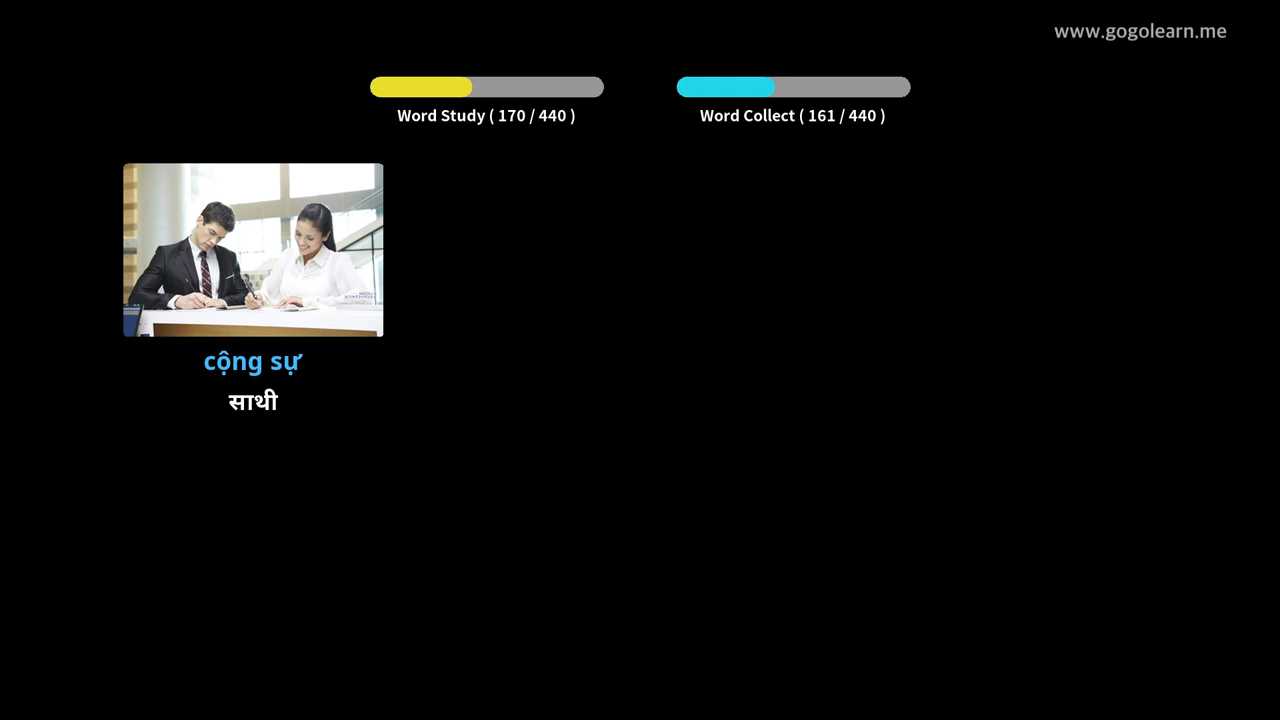 www.gogolearn.me
Word Study ( 170 / 440 )
Word Collect ( 161 / 440 )
cộng sự
साथी